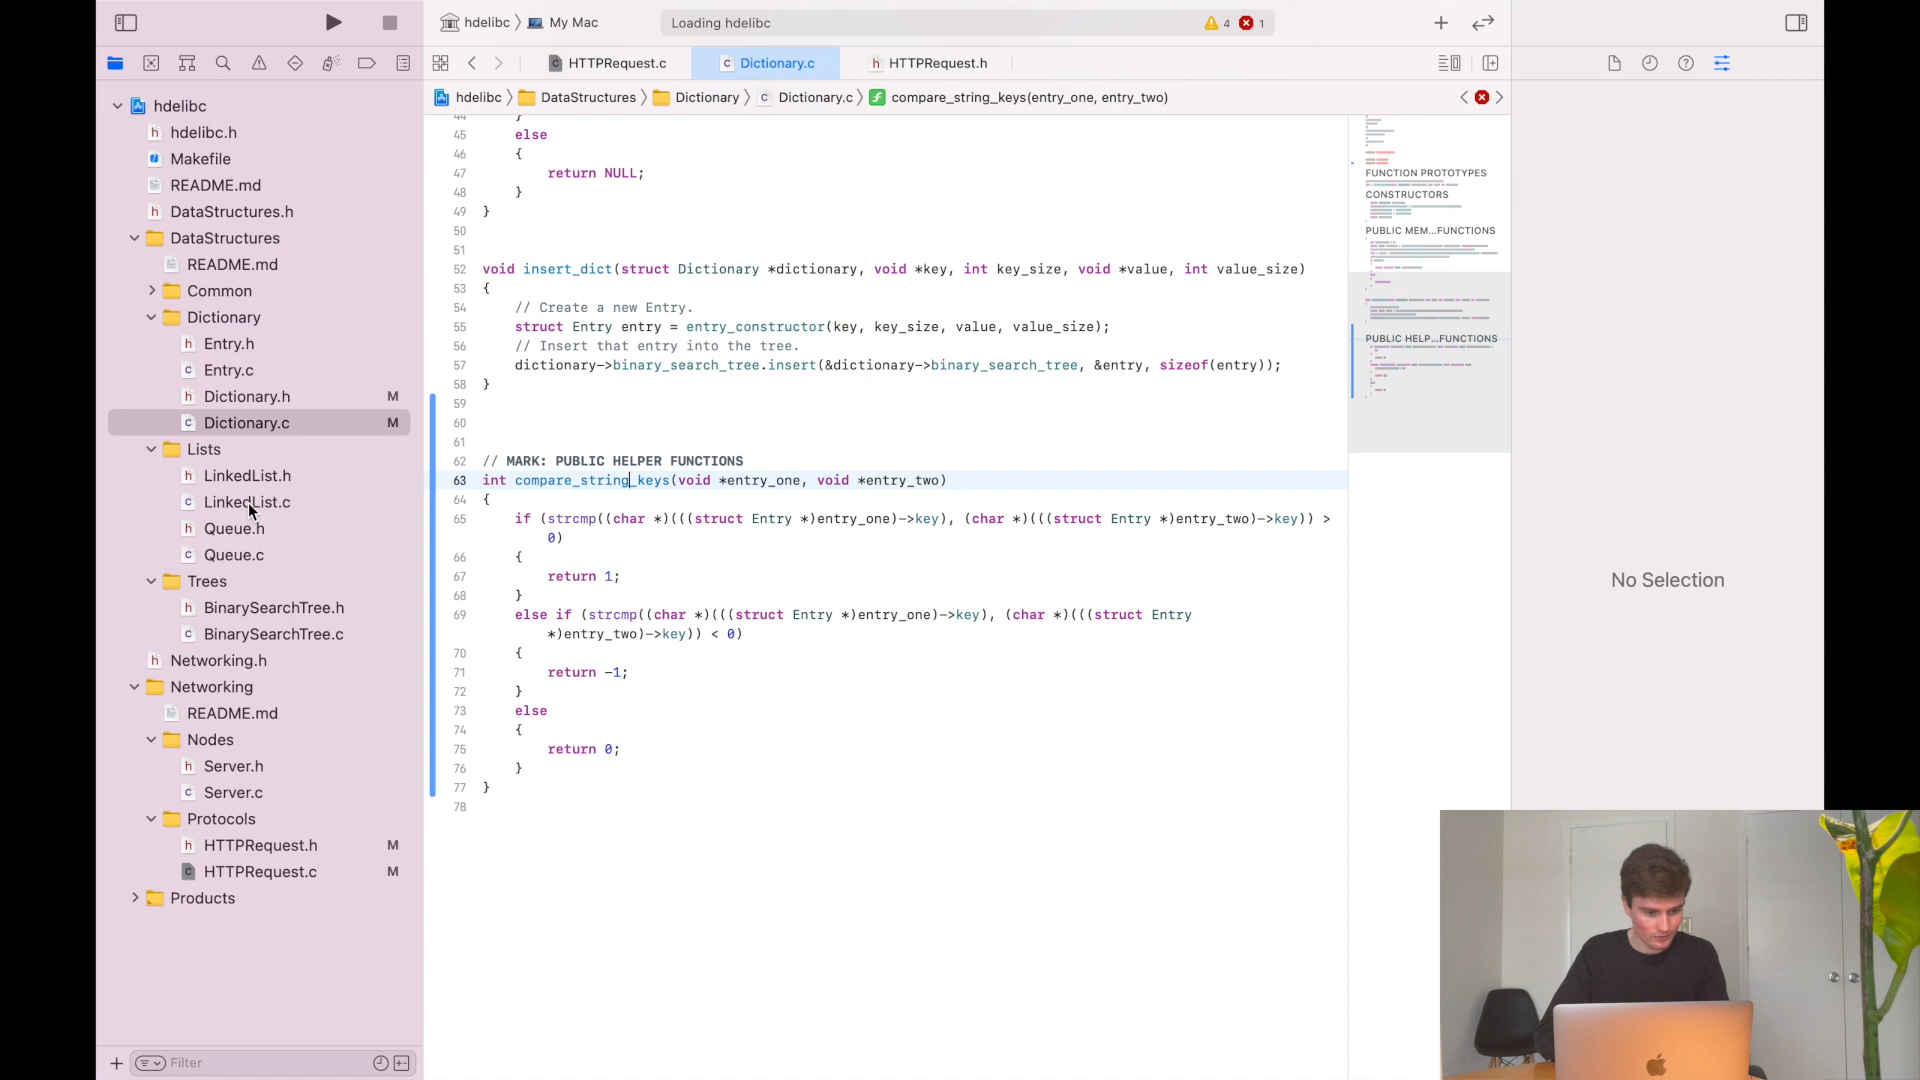 hdelibc
My Mac
Loading hdelibc
4
1
HTTPRequest.c
Dictionary.c
HTTPRequest.h
hdelibc
DataStructures
Dictionary
Dictionary.c
compare_string_keys(entry_one, entry_two)
hdelibc
hdelibc.h
Makefile
README.md
DataStructures.h
DataStructures
README.md
Common
Dictionary
Entry.h
Entry.c
Dictionary.h M
Dictionary.c M
Lists
LinkedList.h
LinkedList.c
Queue.h
Queue.c
Trees
BinarySearchTree.h
BinarySearchTree.c
Networking.h
Networking
README.md
Nodes
Server.h
Server.c
Protocols
HTTPRequest.h M
HTTPRequest.c M
Products
Filter
44 }
45 else
46 {
47 return NULL;
48 }
49 }
50
51
52 void insert_dict(struct Dictionary *dictionary, void *key, int key_size, void *value, int value_size)
53 {
54 // Create a new Entry.
55 struct Entry entry = entry_constructor(key, key_size, value, value_size);
56 // Insert that entry into the tree.
57 dictionary->binary_search_tree.insert(&dictionary->binary_search_tree, &entry, sizeof(entry));
58 }
59
60
61
62 // MARK: PUBLIC HELPER FUNCTIONS
63 int compare_string_keys(void *entry_one, void *entry_two)
64 {
65 if (strcmp((char *)(((struct Entry *)entry_one)->key), (char *)(((struct Entry *)entry_two)->key)) >
0)
66 {
67 return 1;
68 }
69 else if (strcmp((char *)(((struct Entry *)entry_one)->key), (char *)(((struct Entry
*)entry_two)->key)) < 0)
70 {
71 return -1;
72 }
73 else
74 {
75 return 0;
76 }
77 }
78
FUNCTION PROTOTYPES
CONSTRUCTORS
PUBLIC MEM...FUNCTIONS
PUBLIC HELP...FUNCTIONS
No Selection